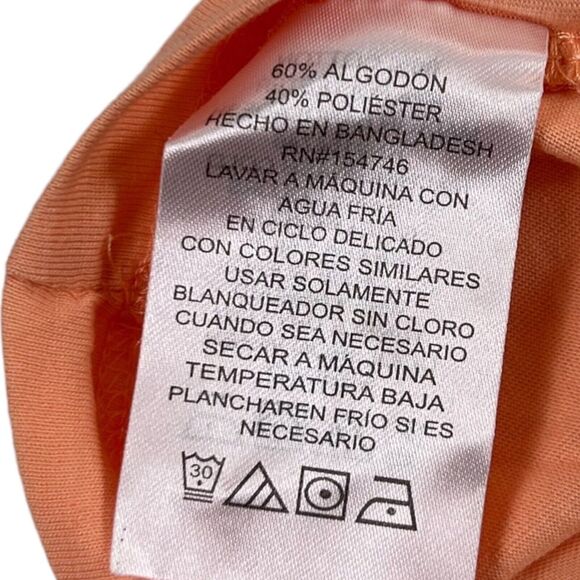 60% ALGODÓN
40% POLIÉSTER
HECHO EN BANGLADESH
RN#154746
LAVAR A MÁQUINA CON
AGUA FRÍA
EN CICLO DELICADO
CON COLORES SIMILARES
USAR SOLAMENTE
BLANQUEADOR SIN CLORO
CUANDO SEA NECESARIO
SECAR A MÁQUINA
TEMPERATURA BAJA
PLANCHAREN FRÍO SI ES
NECESARIO
30